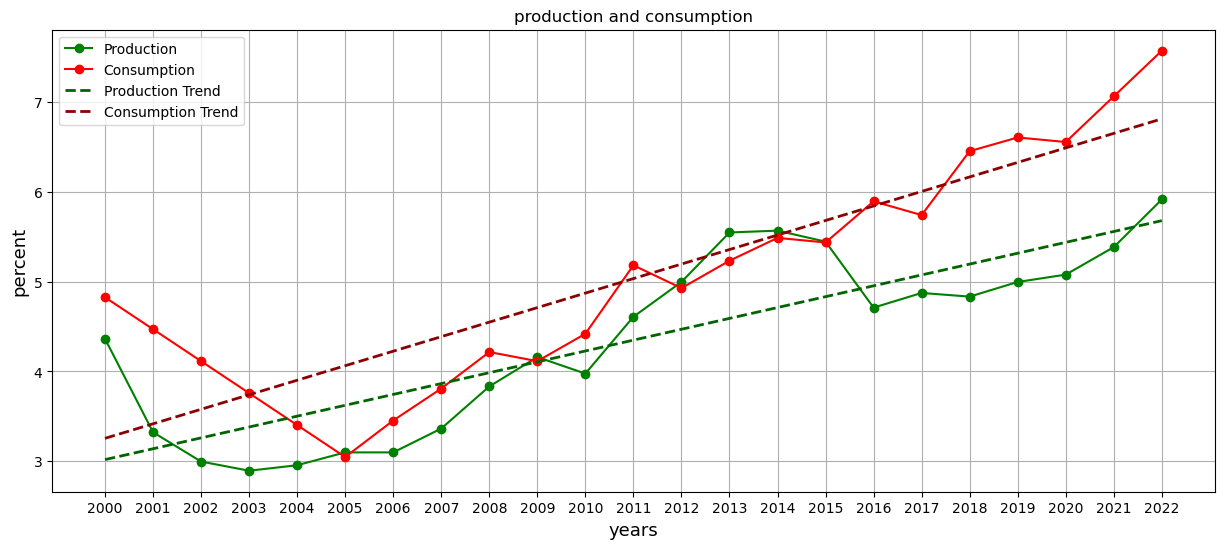 production and consumption
Production
Consumption
Production Trend
Consumption Trend
percent
7
6
5
4
3
2000 2001 2002 2003 2004 2005 2006 2007 2008 2009 2010 2011 2012 2013 2014 2015 2016 2017 2018 2019 2020 2021 2022
years